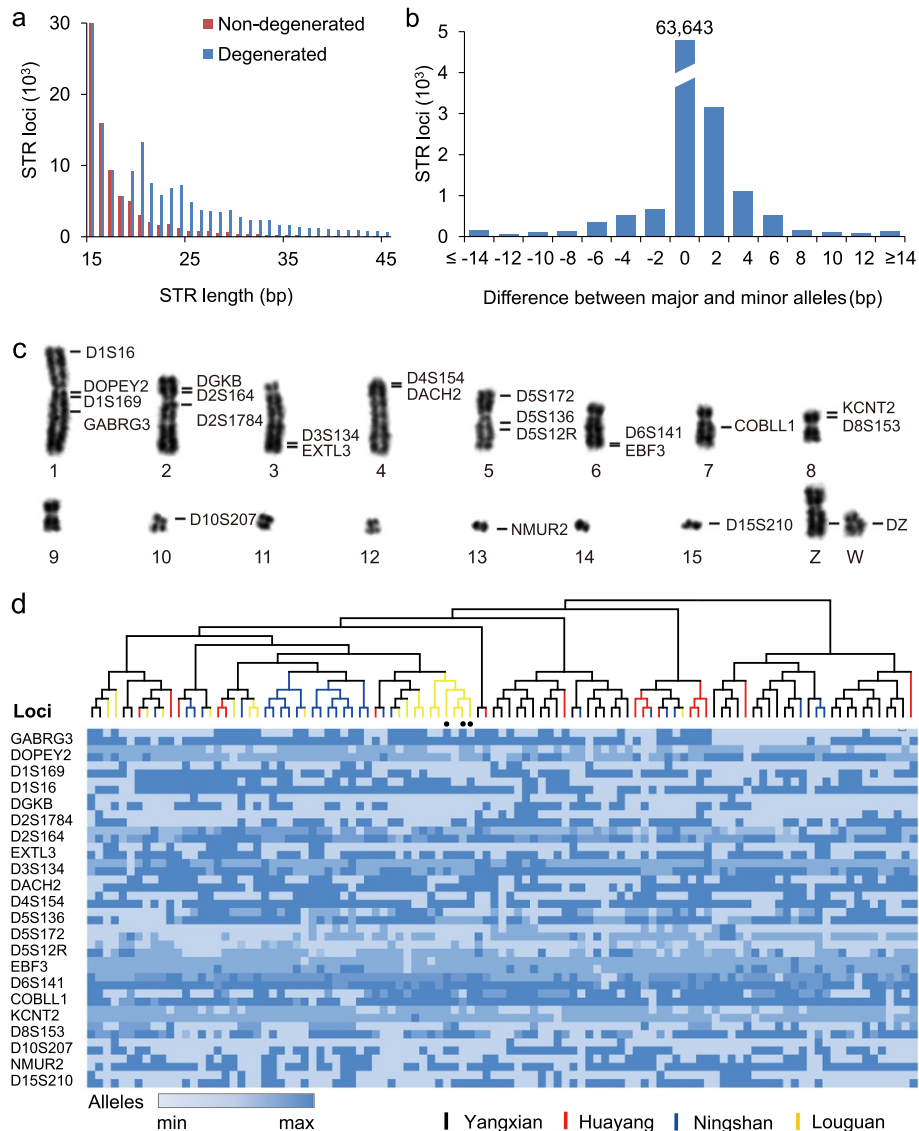 a
30
20
10
0
STR loci (10³)
Non-degenerated
Degenerated
15 25 35 45
STR length (bp)
b
63,643
5
4
3
2
1
0
STR loci (10³)
≤ -14 -12 -10 -8 -6 -4 -2 0 2 4 6 8 10 12 ≥14
Difference between major and minor alleles (bp)
c
D1S16
DOPEY2
D1S169
GABRG3
1
DGKB
D2S164
D2S1784
2
D3S134
EXTL3
3
D4S154
DACH2
4
D5S172
D5S136
D5S12R
5
D6S141
EBF3
6
COBLL1
7
KCNT2
D8S153
8
9
D10S207
10
11
12
NMUR2
13
14
D15S210
15
DZ
Z W
d
Loci
GABRG3
DOPEY2
D1S169
D1S16
DGKB
D2S1784
D2S164
EXTL3
D3S134
DACH2
D4S154
D5S136
D5S172
D5S12R
EBF3
D6S141
COBLL1
KCNT2
D8S153
D10S207
NMUR2
D15S210
Alleles
min max
Yangxian Huayang Ningshan Louguan